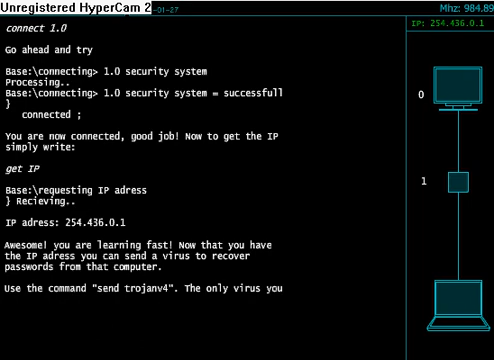 Unregistered HyperCam 2 -01-27 Mhz: 984.89
connect 1.0
IP: 254.436.0.1
Go ahead and try
Base:\connecting> 1.0 security system
Processing..
Base:\connecting> 1.0 security system = successfull
}
connected ;
0
You are now connected, good job! Now to get the IP
simply write:
get IP
1
Base:\requesting IP adress
} Recieving..
IP adress: 254.436.0.1
Awesome! you are learning fast! Now that you have
the IP adress you can send a virus to recover
passwords from that computer.
Use the command "send trojanv4". The only virus you